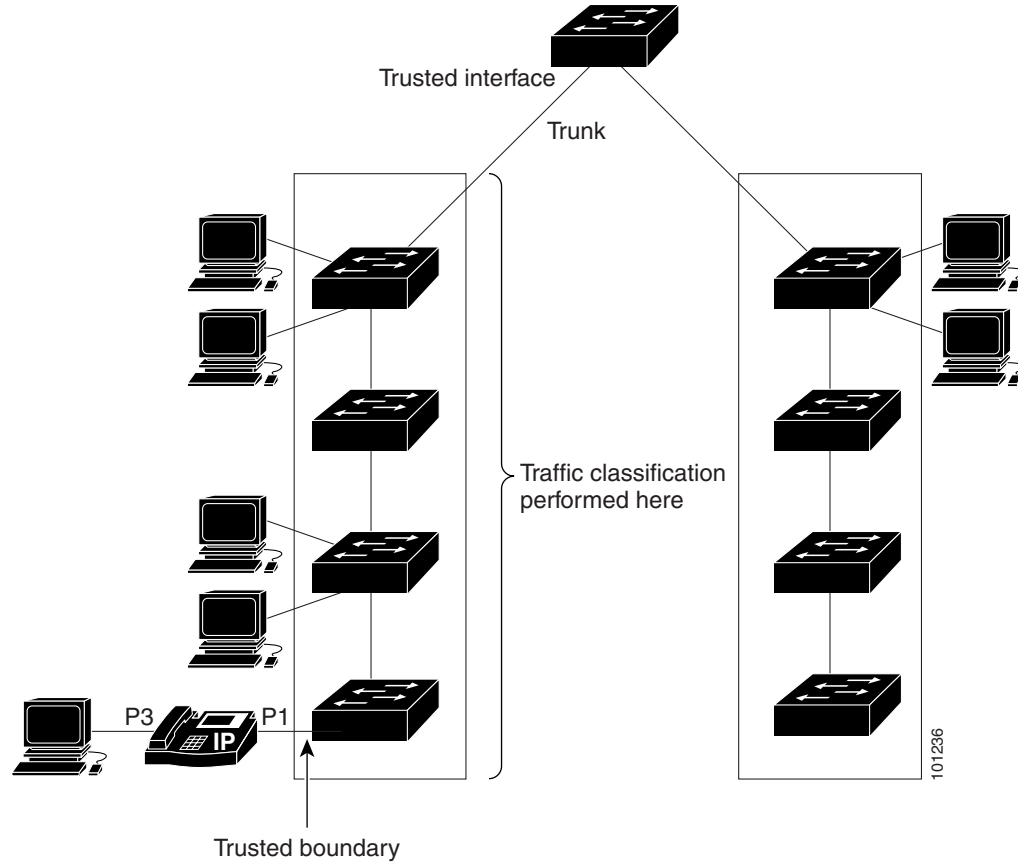 Trusted interface
Trunk
Traffic classification
performed here
P3
IP
P1
101236
Trusted boundary